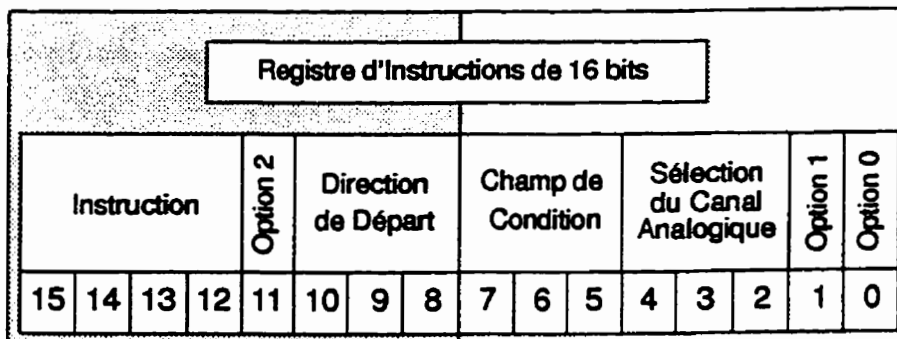 Registre d'Instructions de 16 bits
Instruction
Option 2
Direction
de Départ
Champ de
Condition
Sélection
du Canal
Analogique
Option 1
Option 0
15 14 13 12 11 10 9 8 7 6 5 4 3 2 1 0